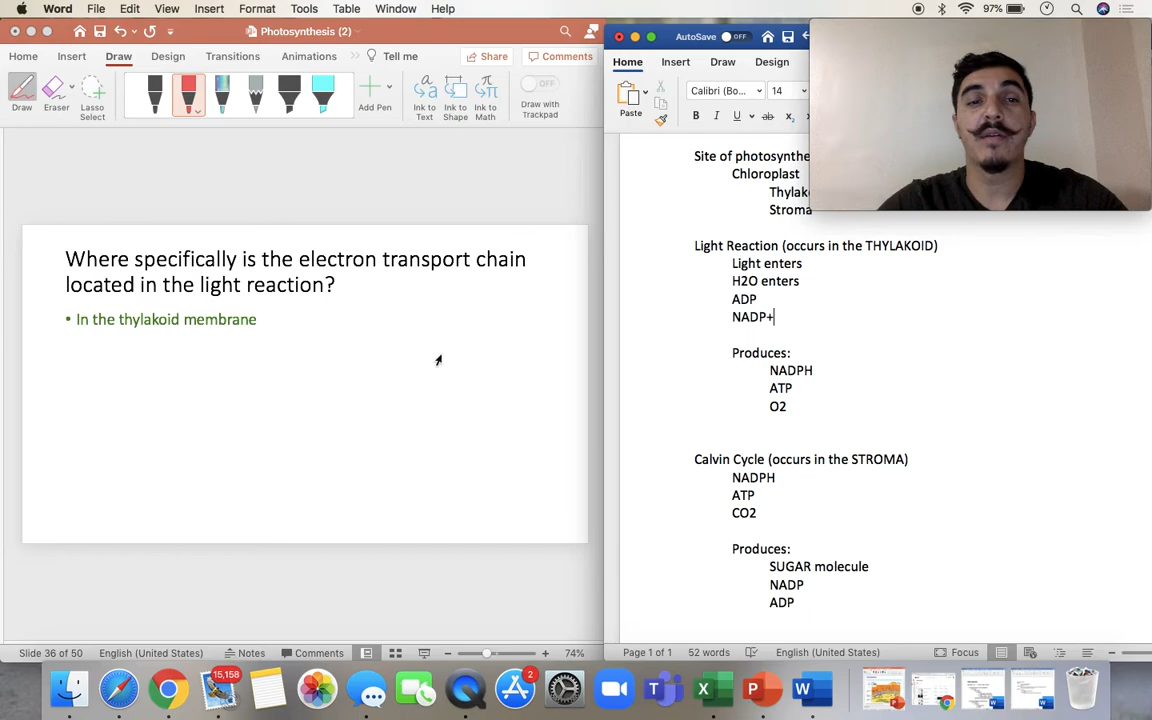 Word File Edit View Insert Format Tools Table Window Help 97%
Photosynthesis (2)
Home Insert Draw Design Transitions Animations Tell me Share Comments
Draw Eraser Lasso Select Add Pen Ink to Text Ink to Shape Ink to Math OFF Draw with Trackpad
Where specifically is the electron transport chain
located in the light reaction?
• In the thylakoid membrane
Slide 36 of 50 English (United States) Notes Comments 74%
AutoSave OFF
Home Insert Draw Design
Paste Calibri (Bo... 14
B I U ab x₂
Site of photosynthe
Chloroplast
Thylak
Stroma
Light Reaction (occurs in the THYLAKOID)
Light enters
H2O enters
ADP
NADP+
Produces:
NADPH
ATP
O2
Calvin Cycle (occurs in the STROMA)
NADPH
ATP
CO2
Produces:
SUGAR molecule
NADP
ADP
Page 1 of 1 52 words English (United States) Focus
15,158
2